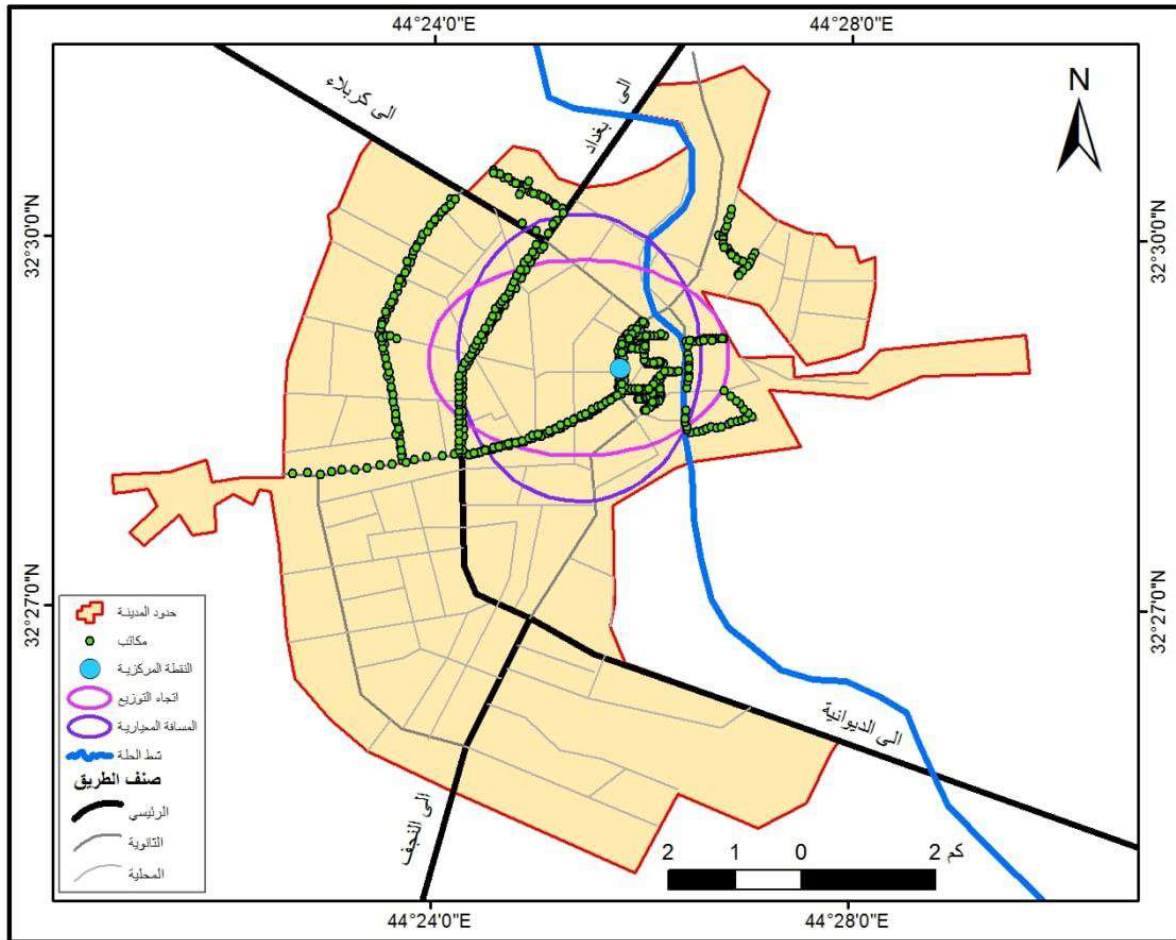 44°24'0"E
44°28'0"E
N
الى كربلاء
الى بغداد
32°30'0"N
32°30'0"N
32°27'0"N
32°27'0"N
حدود المدينة
مكاتب
النقطة المركزية
اتجاه التوزيع
المسافة المعيارية
شط الحلة
صنف الطريق
الرئيسي
الثانوية
المحلية
الى الديوانية
الى النجف
2 1 0 2 كم
44°24'0"E
44°28'0"E